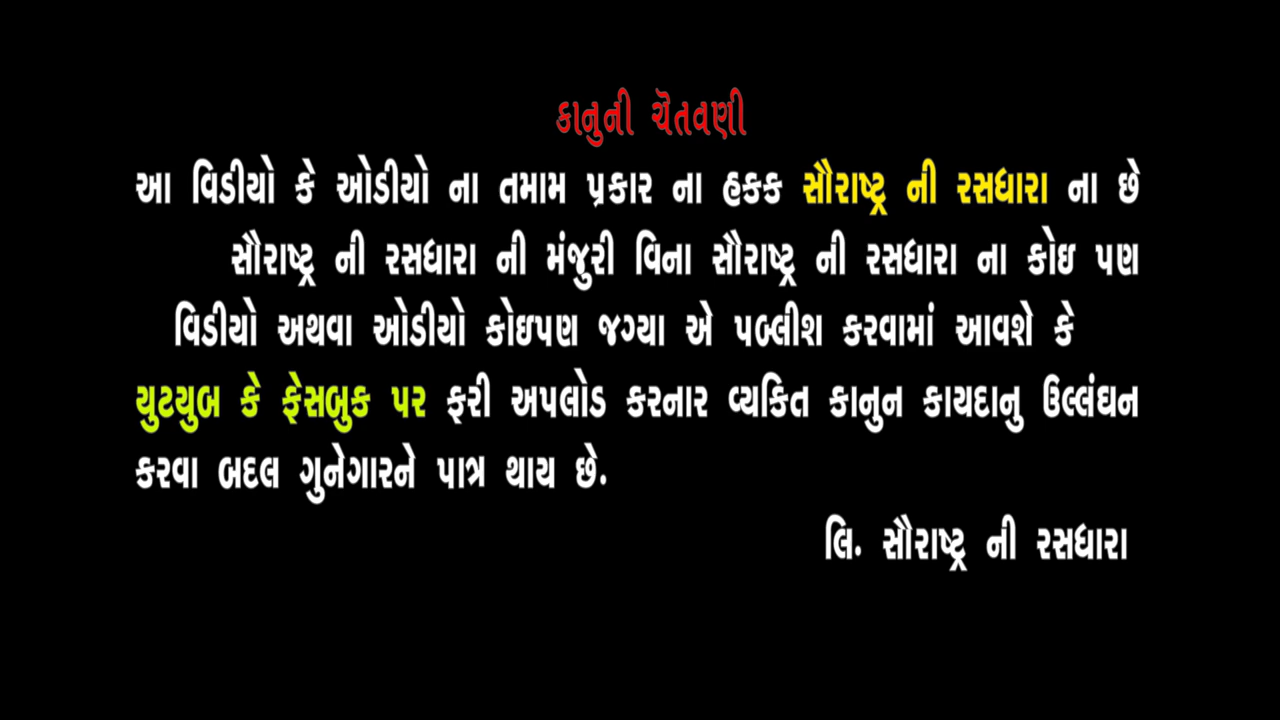 કાનુની ચેતવણી
આ વિડીયો કે ઓડીયો ના તમામ પ્રકાર ના હકક સૌરાષ્ટ્ર ની રસધારા ના છે
સૌરાષ્ટ્ર ની રસધારા ની મંજુરી વિના સૌરાષ્ટ્ર ની રસધારા ના કોઇ પણ
વિડીયો અથવા ઓડીયો કોઇપણ જગ્યા એ પબ્લીશ કરવામાં આવશે કે
યુટયુબ કે ફેસબુક પર ફરી અપલોડ કરનાર વ્યકિત કાનુન કાયદાનુ ઉલ્લંઘન
કરવા બદલ ગુનેગારને પાત્ર થાય છે.
લિ. સૌરાષ્ટ્ર ની રસધારા